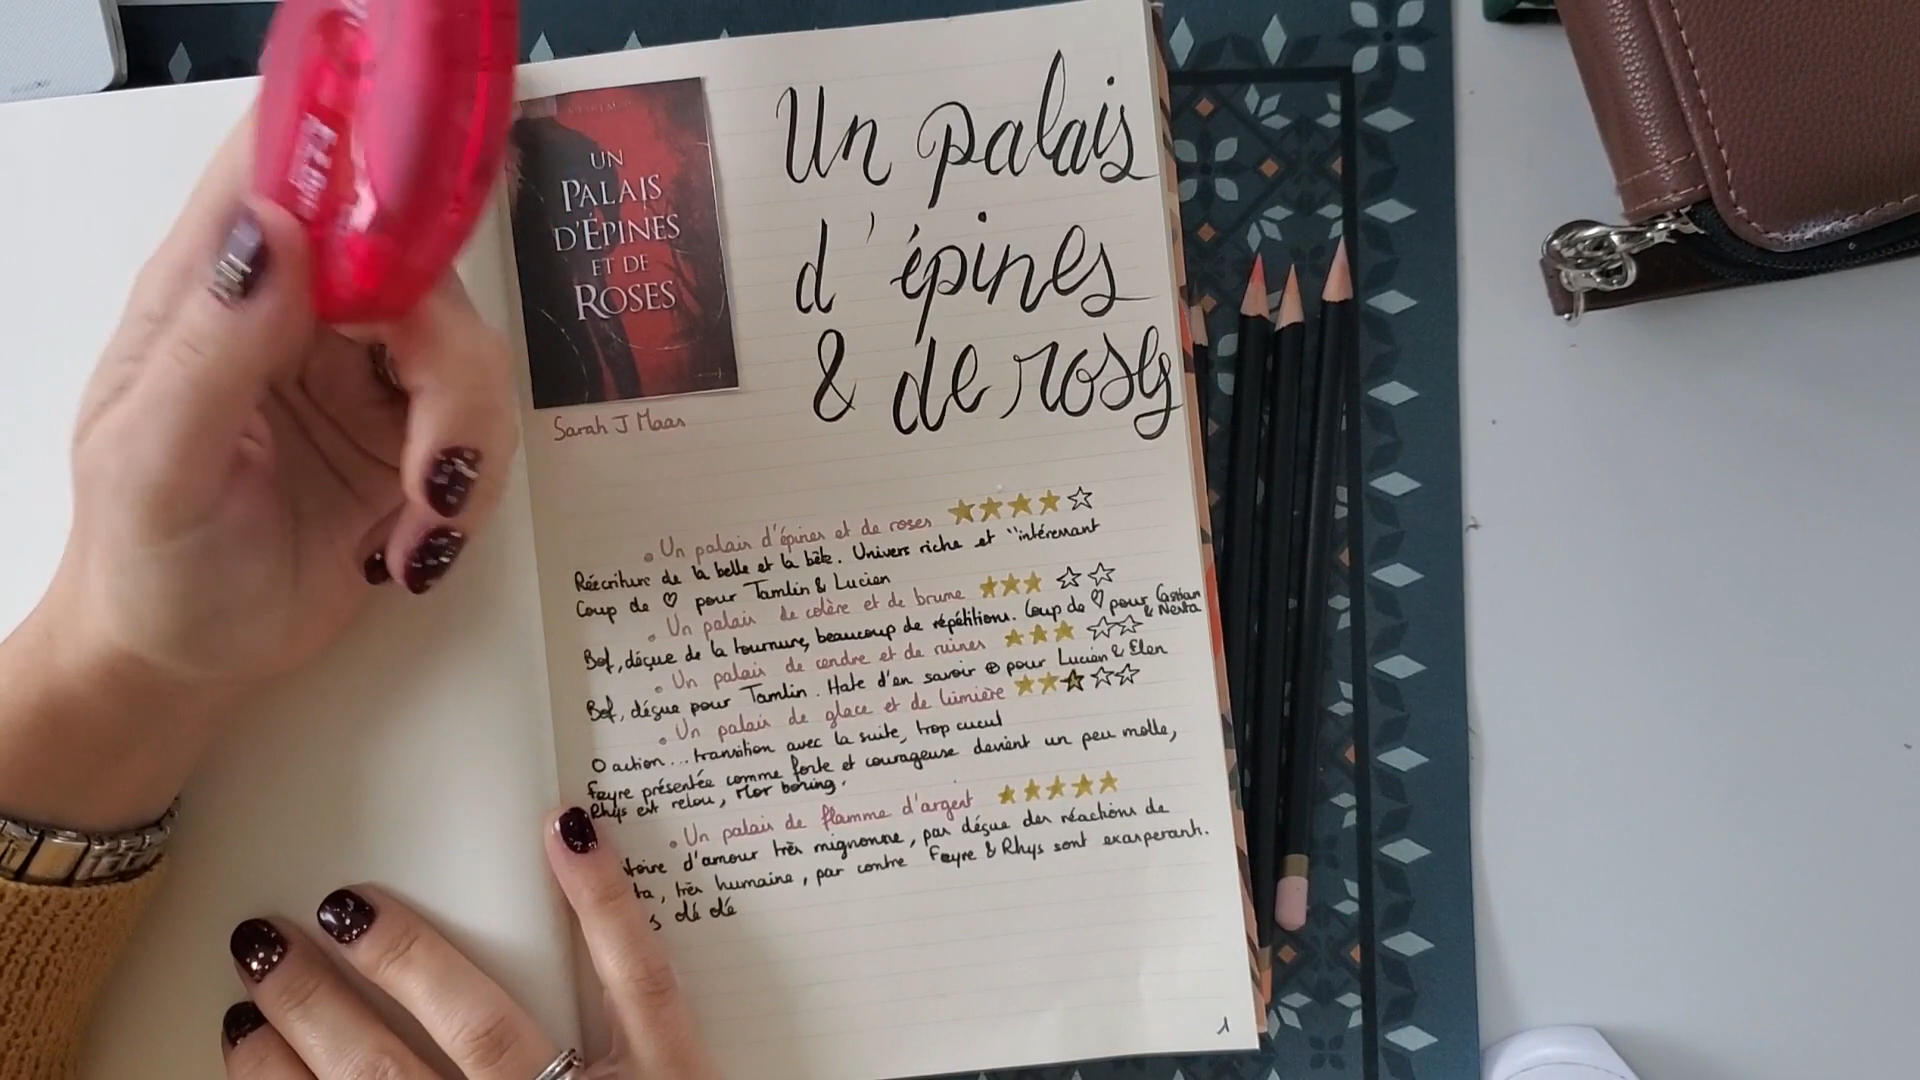 UN
PALAIS
D'ÉPINES
ET DE
ROSES
Un palais
d'épines
& de roses
Sarah J Maas
Un palais d'épines et de roses
Réécriture de la belle et la bête. Univers riche et "intéressant
Coup de ♡ pour Tamlin & Lucien
Un palais de colère et de brume
Bof, déçue de la tournure, beaucoup de répétitions. Coup de ♡ pour Cassian
& Nesta
Un palais de cendre et de ruines
Bof, déçue pour Tamlin. Hate d'en savoir ⊕ pour Lucien & Elen
Un palais de glace et de lumière
0 action... transition avec la suite, trop cucul
Feyre présentée comme forte et courageuse devient un peu molle,
Rhys est relou, Mor boring.
Un palais de flamme d'argent
toire d'amour très mignonne, pas déçue des réactions de
ta, très humaine, par contre Feyre & Rhys sont exasperant.
s dé dé
1